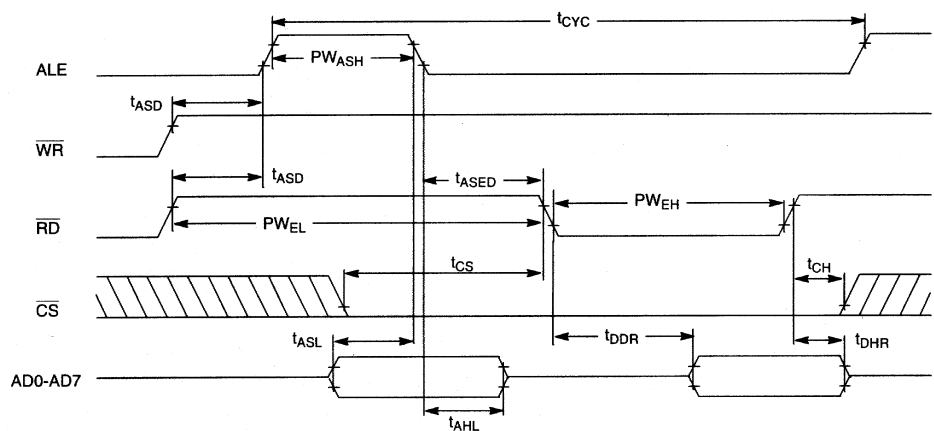 tCYC
ALE
PWASH
tASD
WR
tASD
tASED
RD
PWEL
PWEH
tCS
tCH
CS
tASL
tDDR
tDHR
AD0-AD7
tAHL